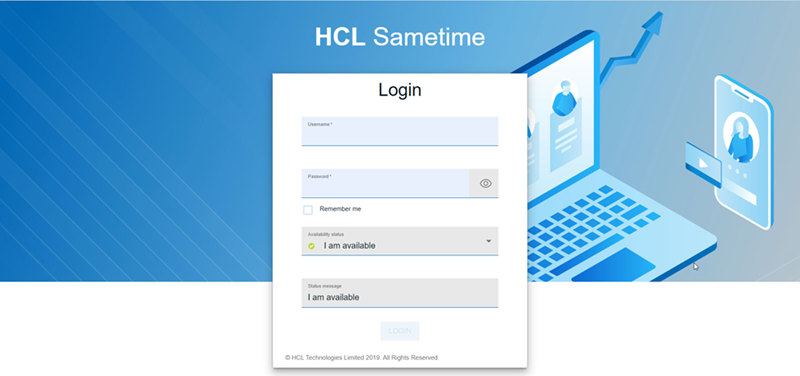 HCL Sametime
Login
Username *
Password *
Remember me
Availability status
I am available
Status message
I am available
LOGIN
© HCL Technologies Limited 2019. All Rights Reserved